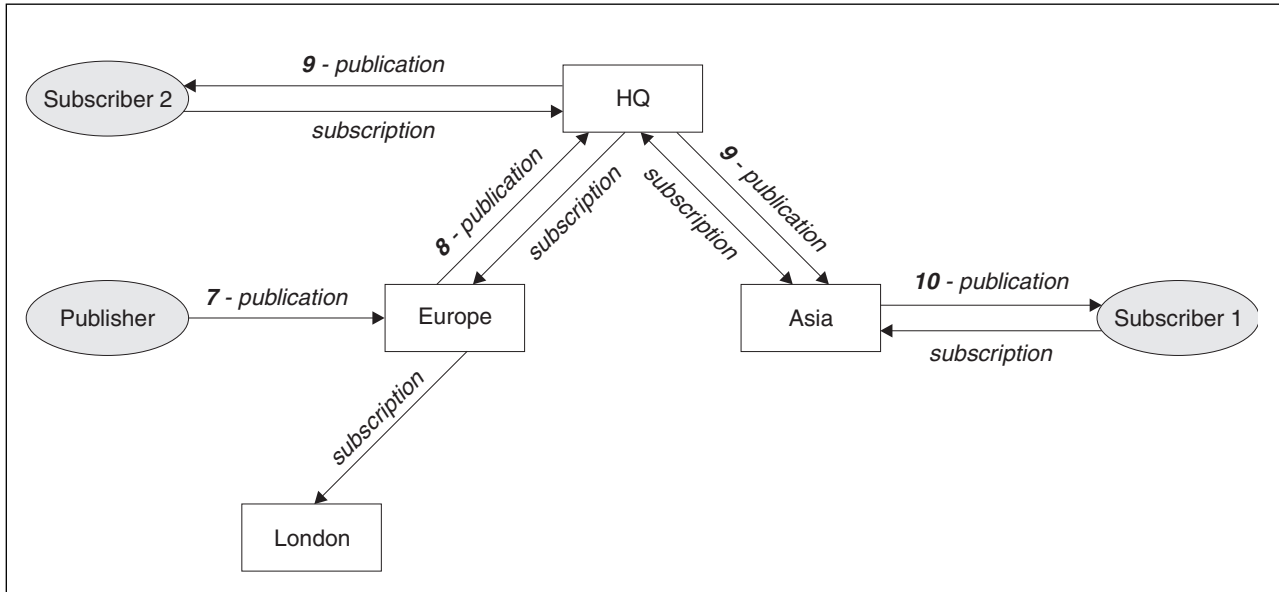 9 - publication
Subscriber 2
HQ
subscription
9 - publication
8 - publication
subscription
subscription
7 - publication
10 - publication
Publisher
Europe
Asia
Subscriber 1
subscription
subscription
London